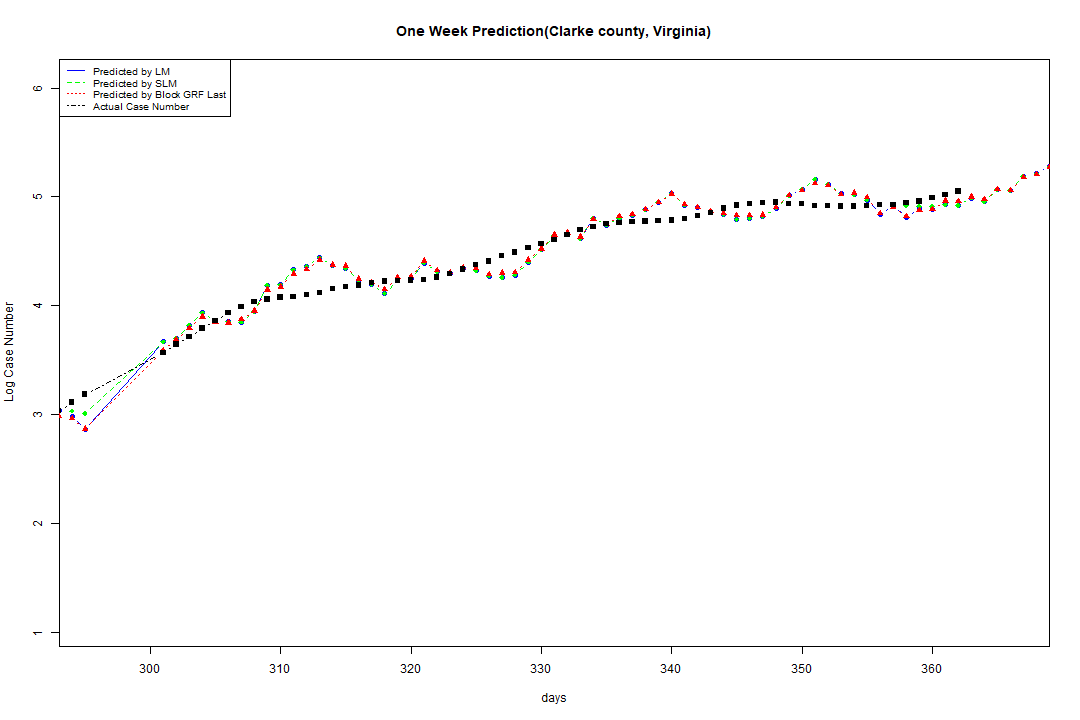 One Week Prediction(Clarke county, Virginia)
Predicted by LM
Predicted by SLM
Predicted by Block GRF Last
Actual Case Number
6
5
4
3
2
1
Log Case Number
300 310 320 330 340 350 360
days